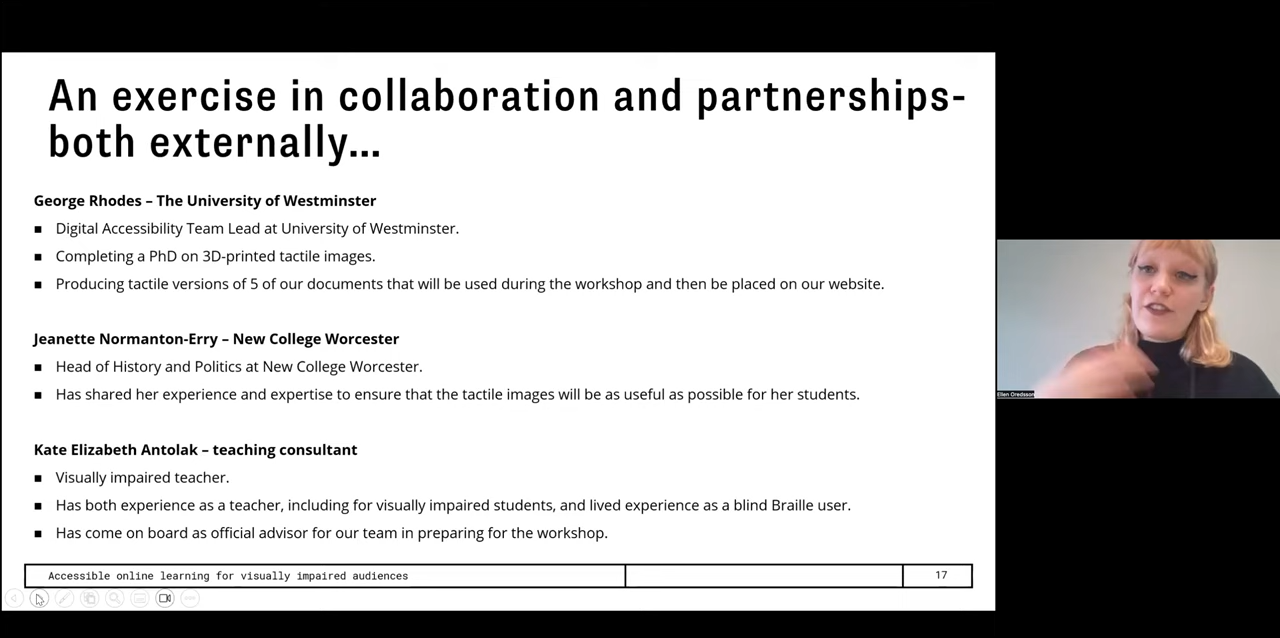 An exercise in collaboration and partnerships-
both externally...
George Rhodes – The University of Westminster
▪ Digital Accessibility Team Lead at University of Westminster.
▪ Completing a PhD on 3D-printed tactile images.
▪ Producing tactile versions of 5 of our documents that will be used during the workshop and then be placed on our website.
Jeanette Normanton-Erry – New College Worcester
▪ Head of History and Politics at New College Worcester.
▪ Has shared her experience and expertise to ensure that the tactile images will be as useful as possible for her students.
Kate Elizabeth Antolak – teaching consultant
▪ Visually impaired teacher.
▪ Has both experience as a teacher, including for visually impaired students, and lived experience as a blind Braille user.
▪ Has come on board as official advisor for our team in preparing for the workshop.
Accessible online learning for visually impaired audiences
17
Ellen Oredsson